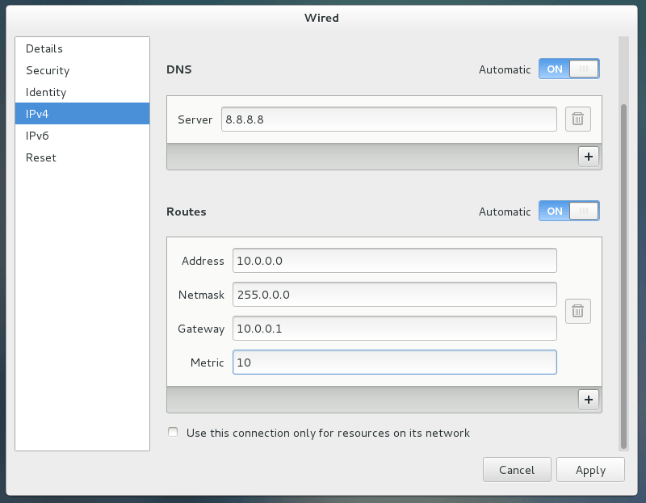 Wired
Details
Security
Identity
IPv4
IPv6
Reset
DNS Automatic ON
Server 8.8.8.8
+
Routes Automatic ON
Address 10.0.0.0
Netmask 255.0.0.0
Gateway 10.0.0.1
Metric 10
+
Use this connection only for resources on its network
Cancel Apply